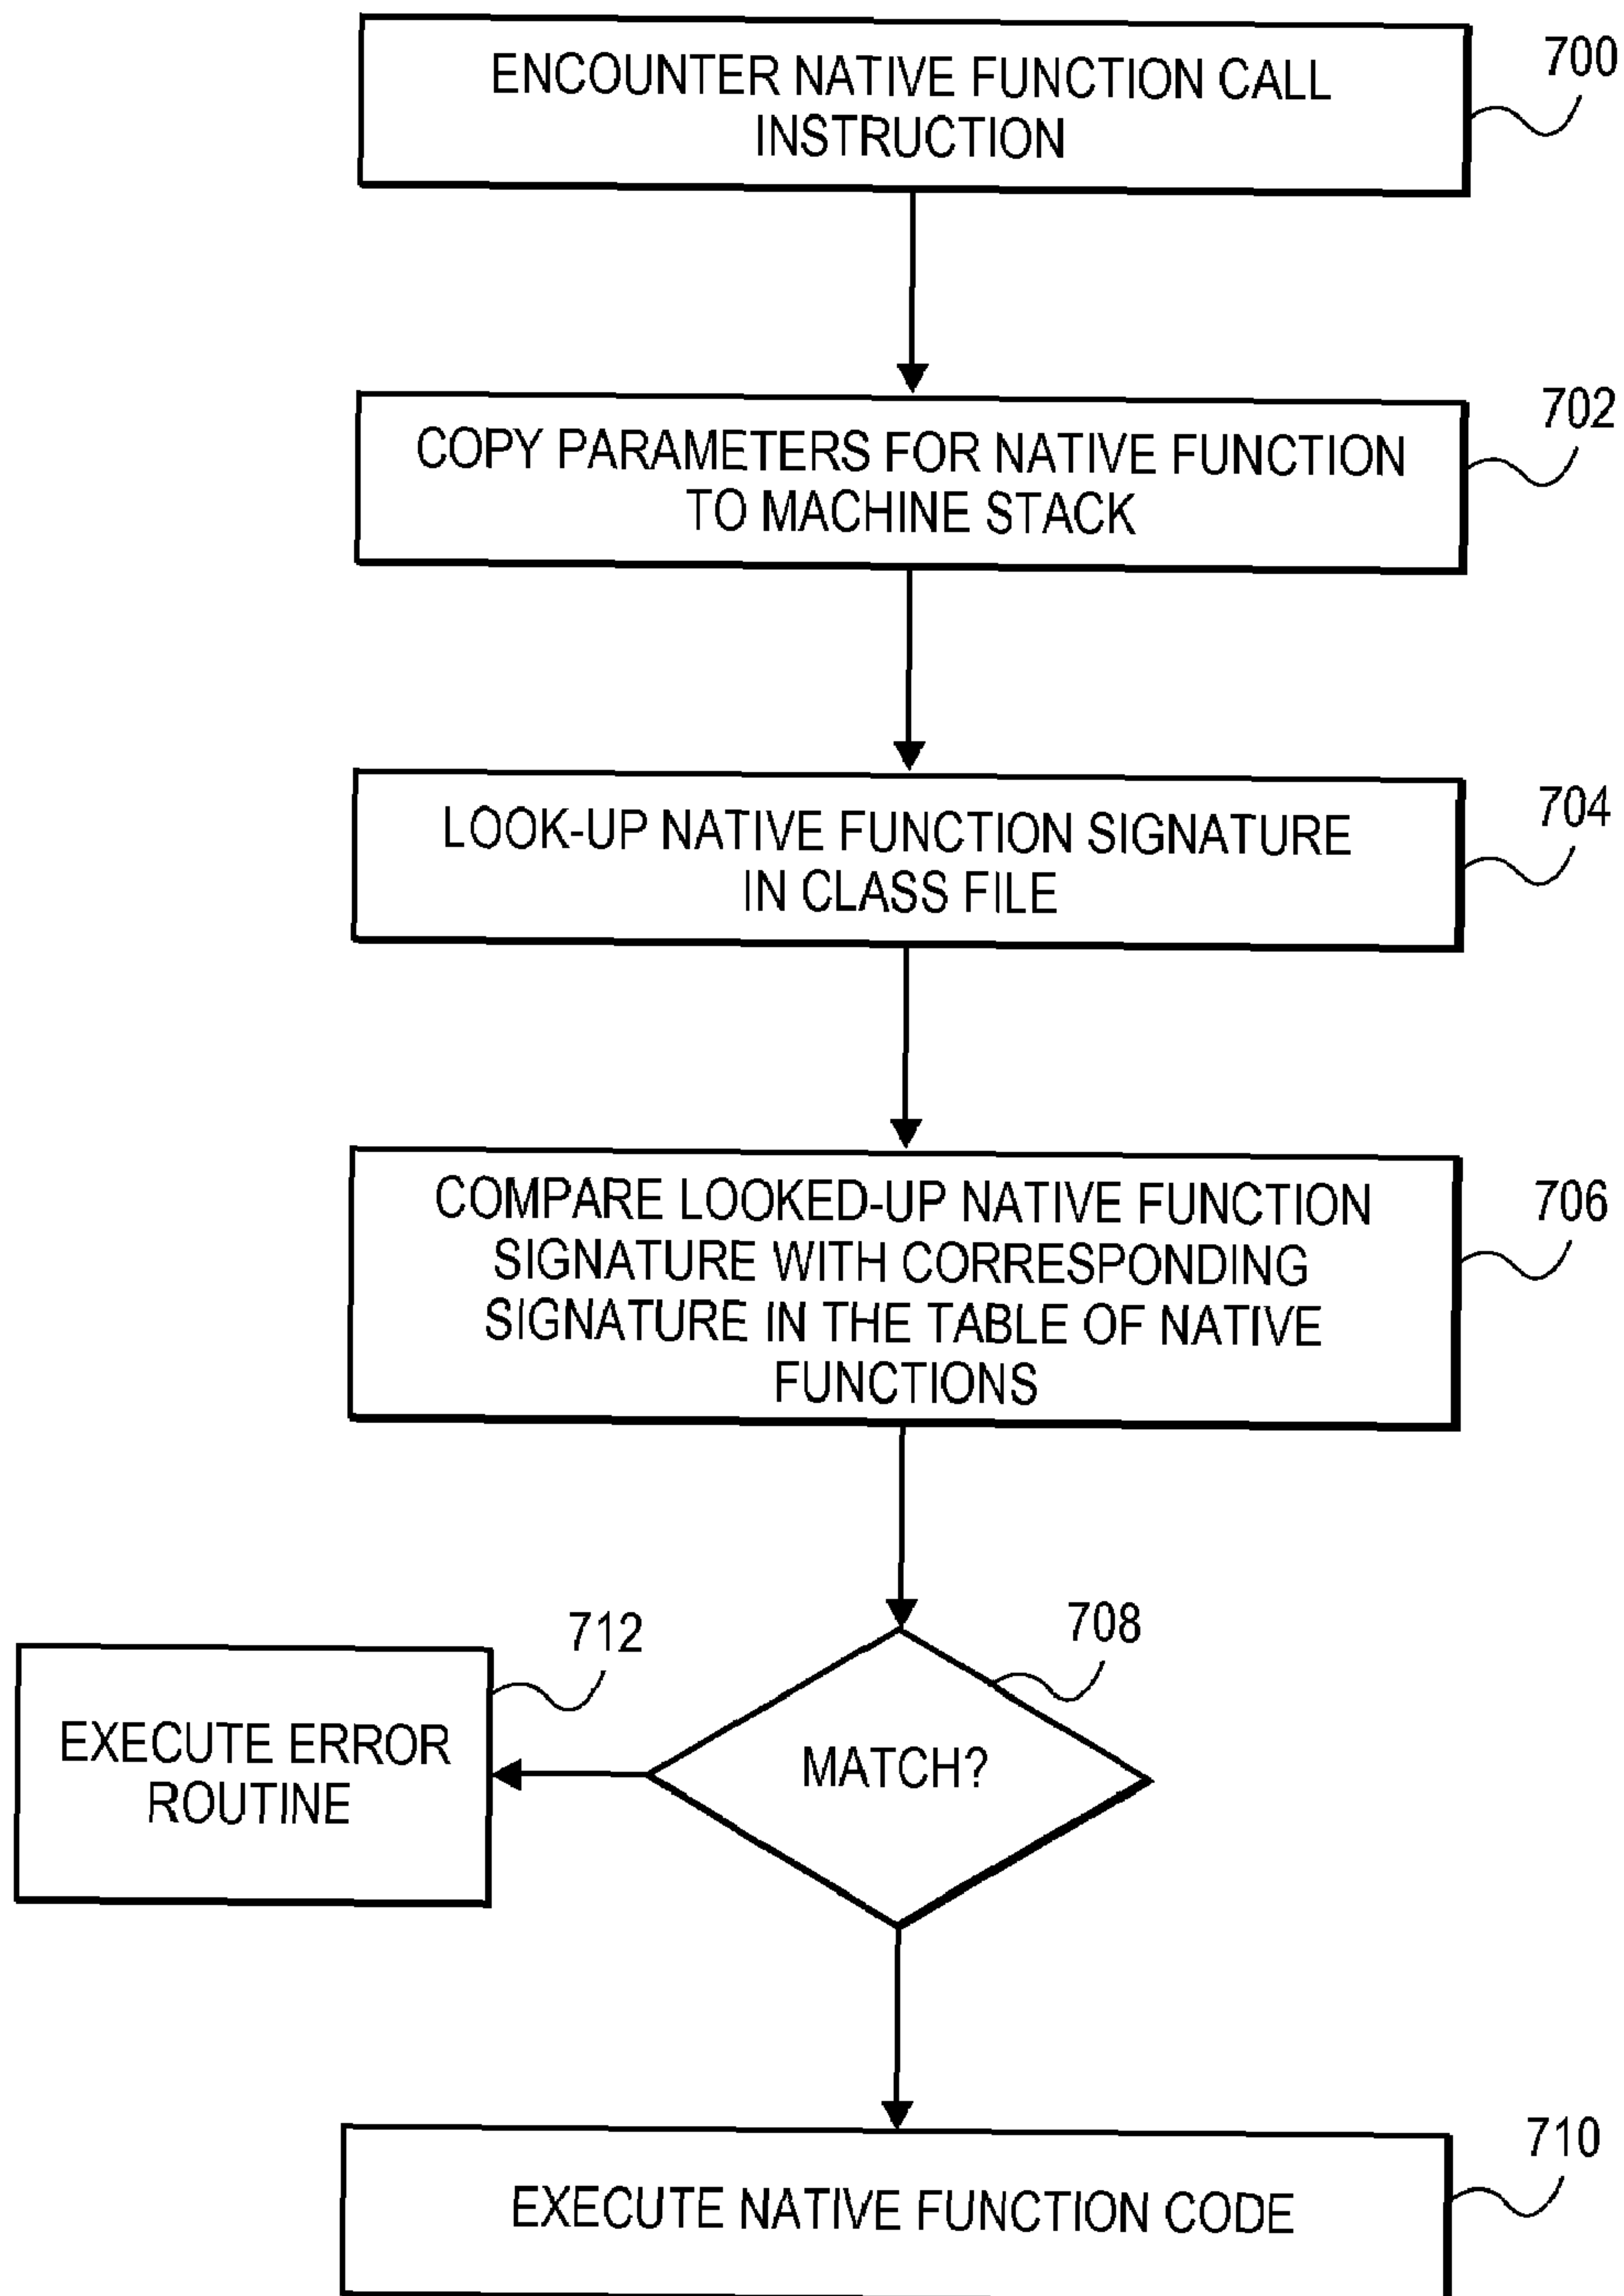 700
ENCOUNTER NATIVE FUNCTION CALL
INSTRUCTION
702
COPY PARAMETERS FOR NATIVE FUNCTION
TO MACHINE STACK
704
LOOK-UP NATIVE FUNCTION SIGNATURE
IN CLASS FILE
706
COMPARE LOOKED-UP NATIVE FUNCTION
SIGNATURE WITH CORRESPONDING
SIGNATURE IN THE TABLE OF NATIVE
FUNCTIONS
708
MATCH?
712
EXECUTE ERROR
ROUTINE
710
EXECUTE NATIVE FUNCTION CODE